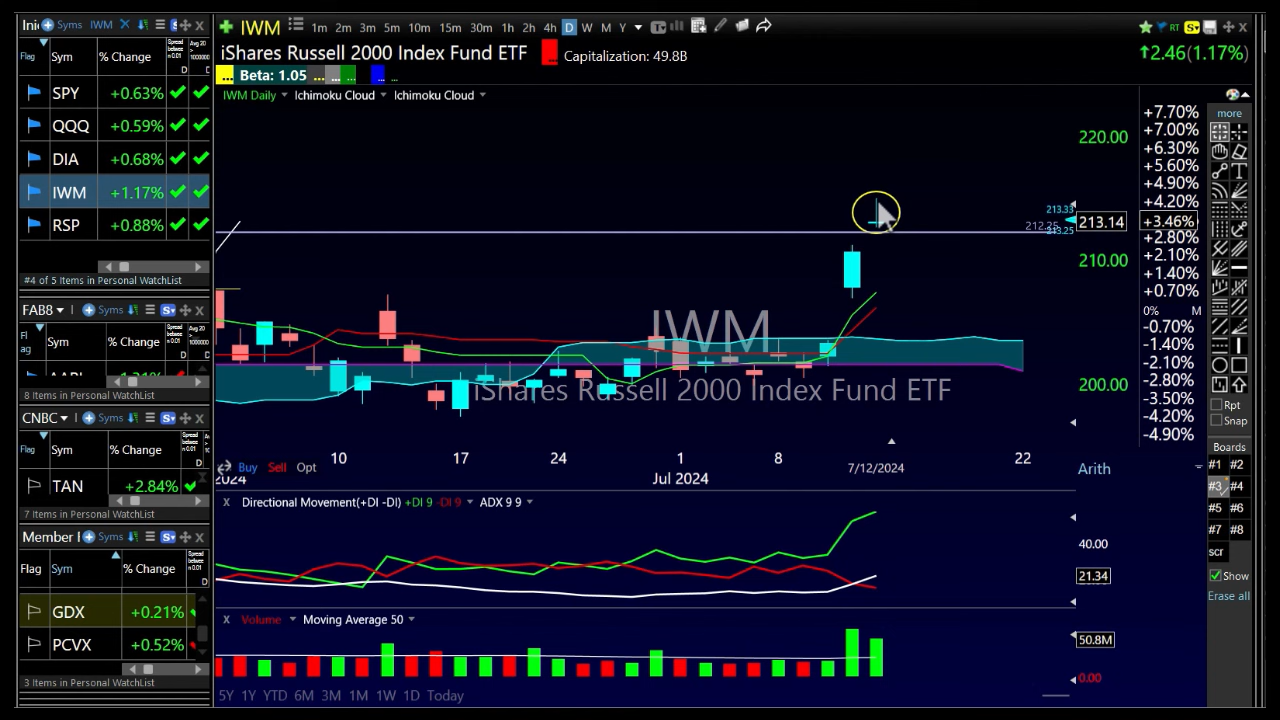 Syms IWM
IWM
1m 2m 3m 5m 10m 15m 30m 1h 2h 4h D W M Y
Flag Sym % Change
iShares Russell 2000 Index Fund ETF
Capitalization: 49.8B
↑2.46(1.17%)
Beta: 1.05
IWM Daily Ichimoku Cloud Ichimoku Cloud
SPY +0.63%
QQQ +0.59%
DIA +0.68%
IWM +1.17%
RSP +0.88%
#4 of 5 Items in Personal WatchList
FAB8 Syms
Sym % Change
8 Items in Personal WatchList
CNBC Syms
Flag Sym % Change
TAN +2.84%
7 Items in Personal WatchList
Syms
Flag Sym % Change
GDX +0.21%
PCVX +0.52%
3 Items in Personal WatchList
220.00
213.33
213.14
213.25
210.00
200.00
+7.70%
+7.00%
+6.30%
+5.60%
+4.90%
+4.20%
+3.46%
+2.80%
+2.10%
+1.40%
+0.70%
0% M
-0.70%
-1.40%
-2.10%
-2.80%
-3.50%
-4.20%
-4.90%
IWM
iShares Russell 2000 Index Fund ETF
10 17 24 1 8 7/12/2024 22
Buy Sell Opt
2024
Jul 2024
Arith
Directional Movement(+DI -DI) +DI 9 -DI 9 ADX 9 9
40.00
21.34
Volume Moving Average 50
50.8M
0.00
5Y 1Y YTD 6M 3M 1M 1W 1D Today
more
Rpt
Snap
Boards
#1 #2
#3 #4
#5 #6
#7 #8
scr
Show
Erase all